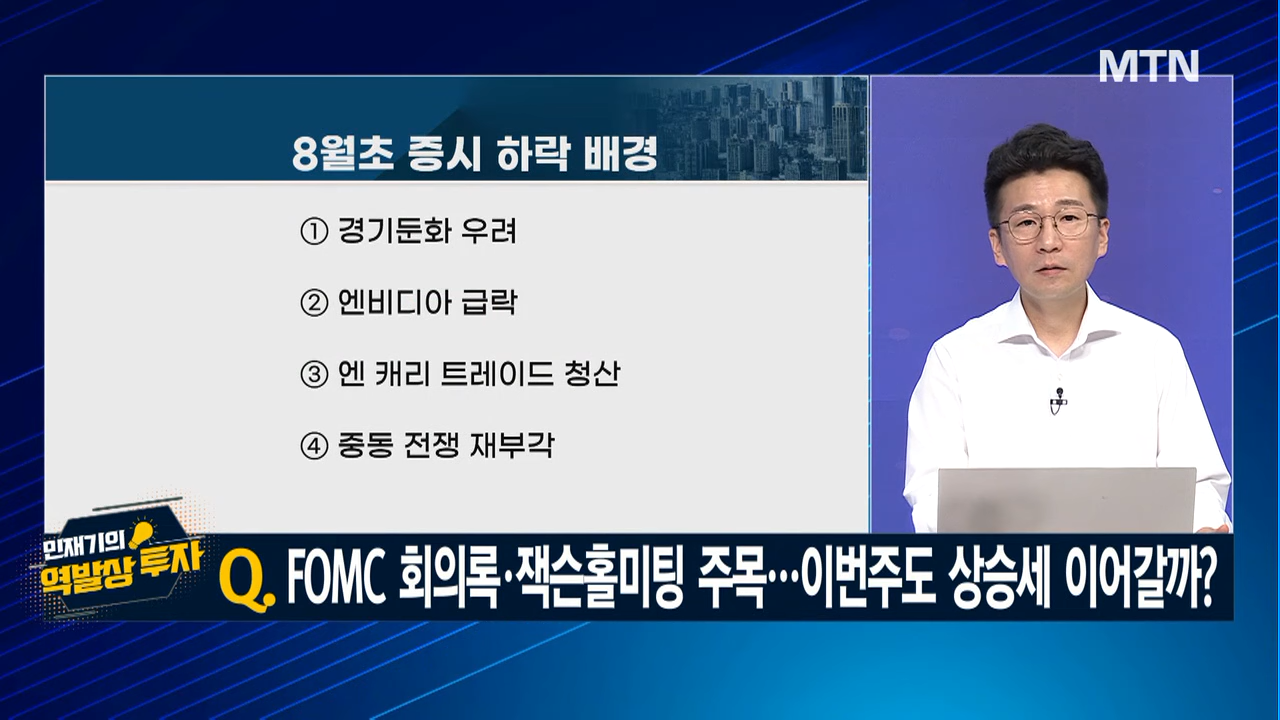 MTN
8월초 증시 하락 배경
① 경기둔화 우려
② 엔비디아 급락
③ 엔 캐리 트레이드 청산
④ 중동 전쟁 재부각
민재기의
역발상 투자
Q. FOMC 회의록·잭슨홀미팅 주목…이번주도 상승세 이어갈까?